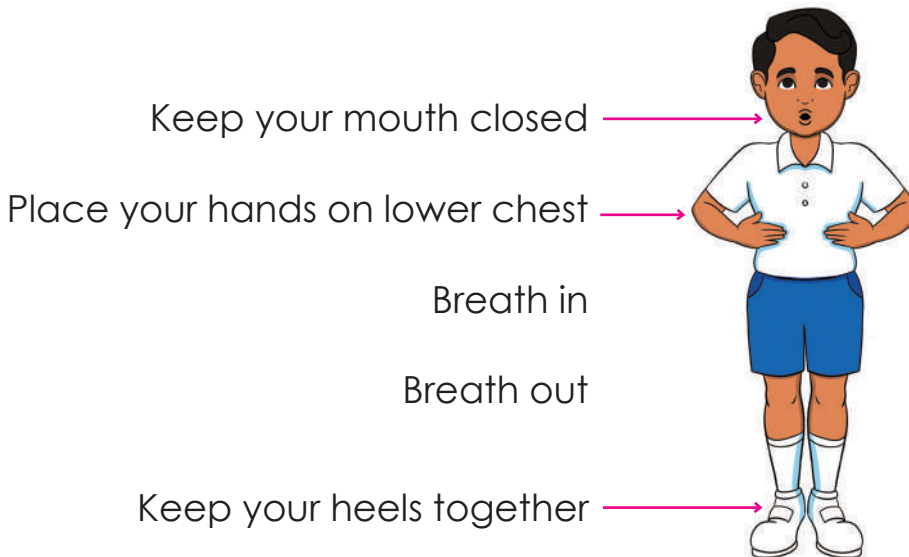 Keep your mouth closed
Place your hands on lower chest
Breath in
Breath out
Keep your heels together